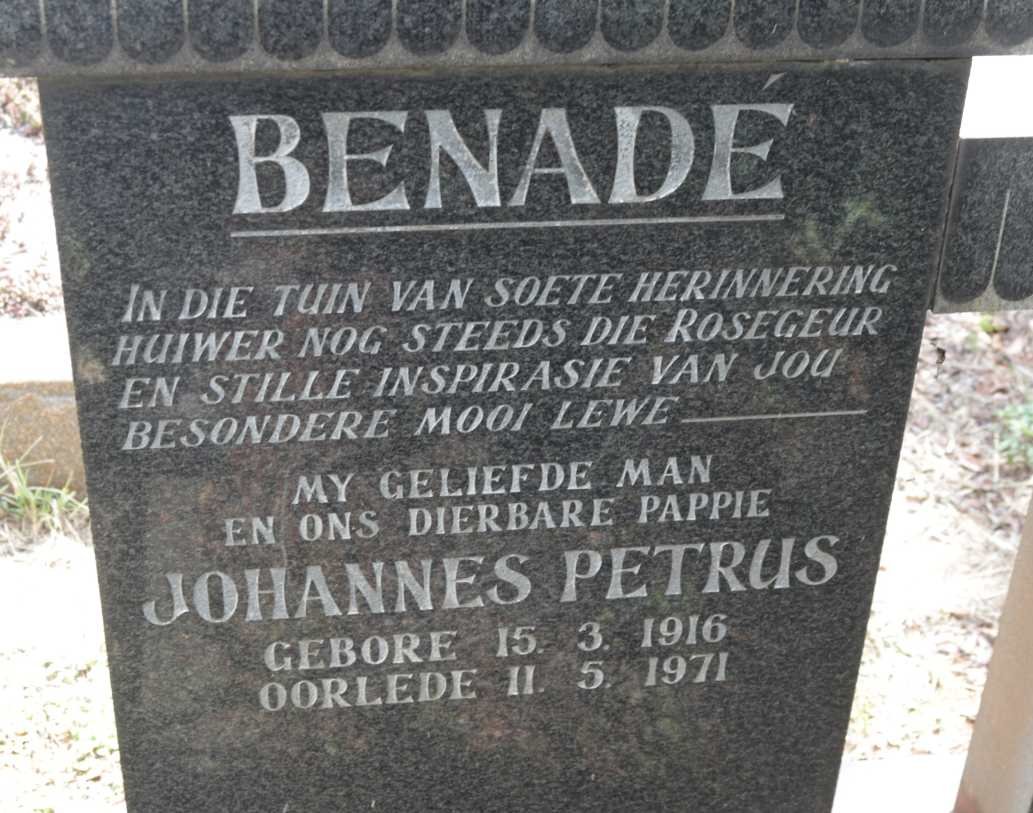 BENADÉ
IN DIE TUIN VAN SOETE HERINNERING
HUIWER NOG STEEDS DIE ROSEGEUR
EN STILLE INSPIRASIE VAN JOU
BESONDERE MOOI LEWE
MY GELIEFDE MAN
EN ONS DIERBARE PAPPIE
JOHANNES PETRUS
GEBORE 15. 3. 1916
OORLEDE 11. 5. 1971